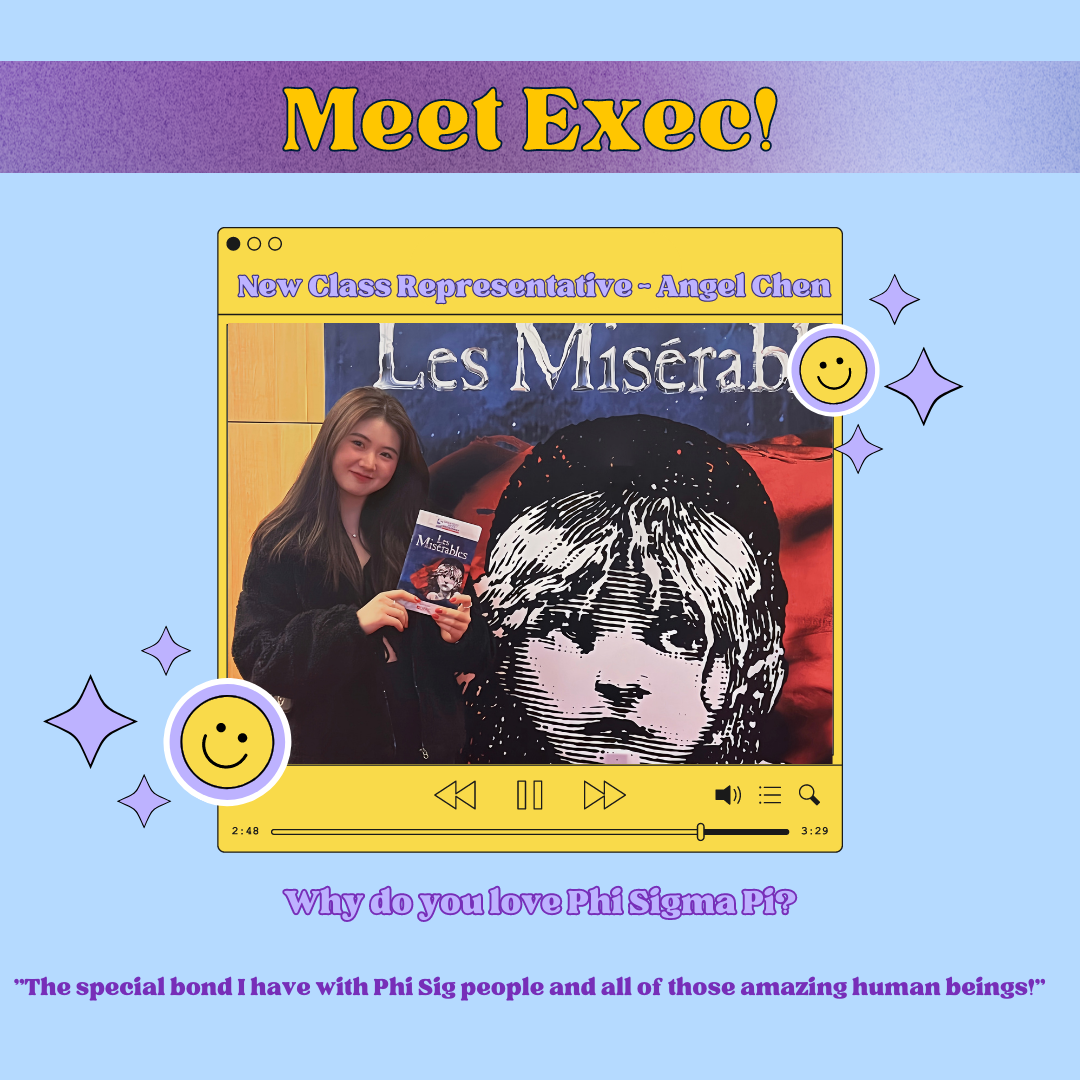 Meet Exec!
New Class Representative - Angel Chen
Les Misérab
Les
Misérables
2:48
3:29
Why do you love Phi Sigma Pi?
"The special bond I have with Phi Sig people and all of those amazing human beings!"